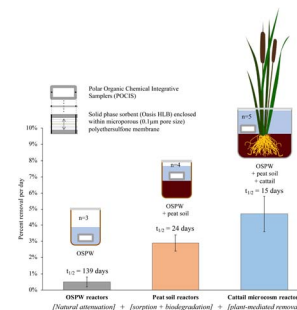 Polar Organic Chemical Integrative
Samplers (POCIS)
Solid phase sorbent (Oasis HLB) enclosed
within microporous (0.1μm pore size)
polyethersulfone membrane
n=5
OSPW
+ peat soil
+ cattail
t1/2 = 15 days
n=4
OSPW
+ peat soil
t1/2 = 24 days
n=3
OSPW
t1/2 = 139 days
Percent removal per day
10%
9%
8%
7%
6%
5%
4%
3%
2%
1%
0%
OSPW reactors
Peat soil reactors
Cattail microcosm reactors
[Natural attenuation] + [sorption + biodegradation] + [plant-mediated removal]